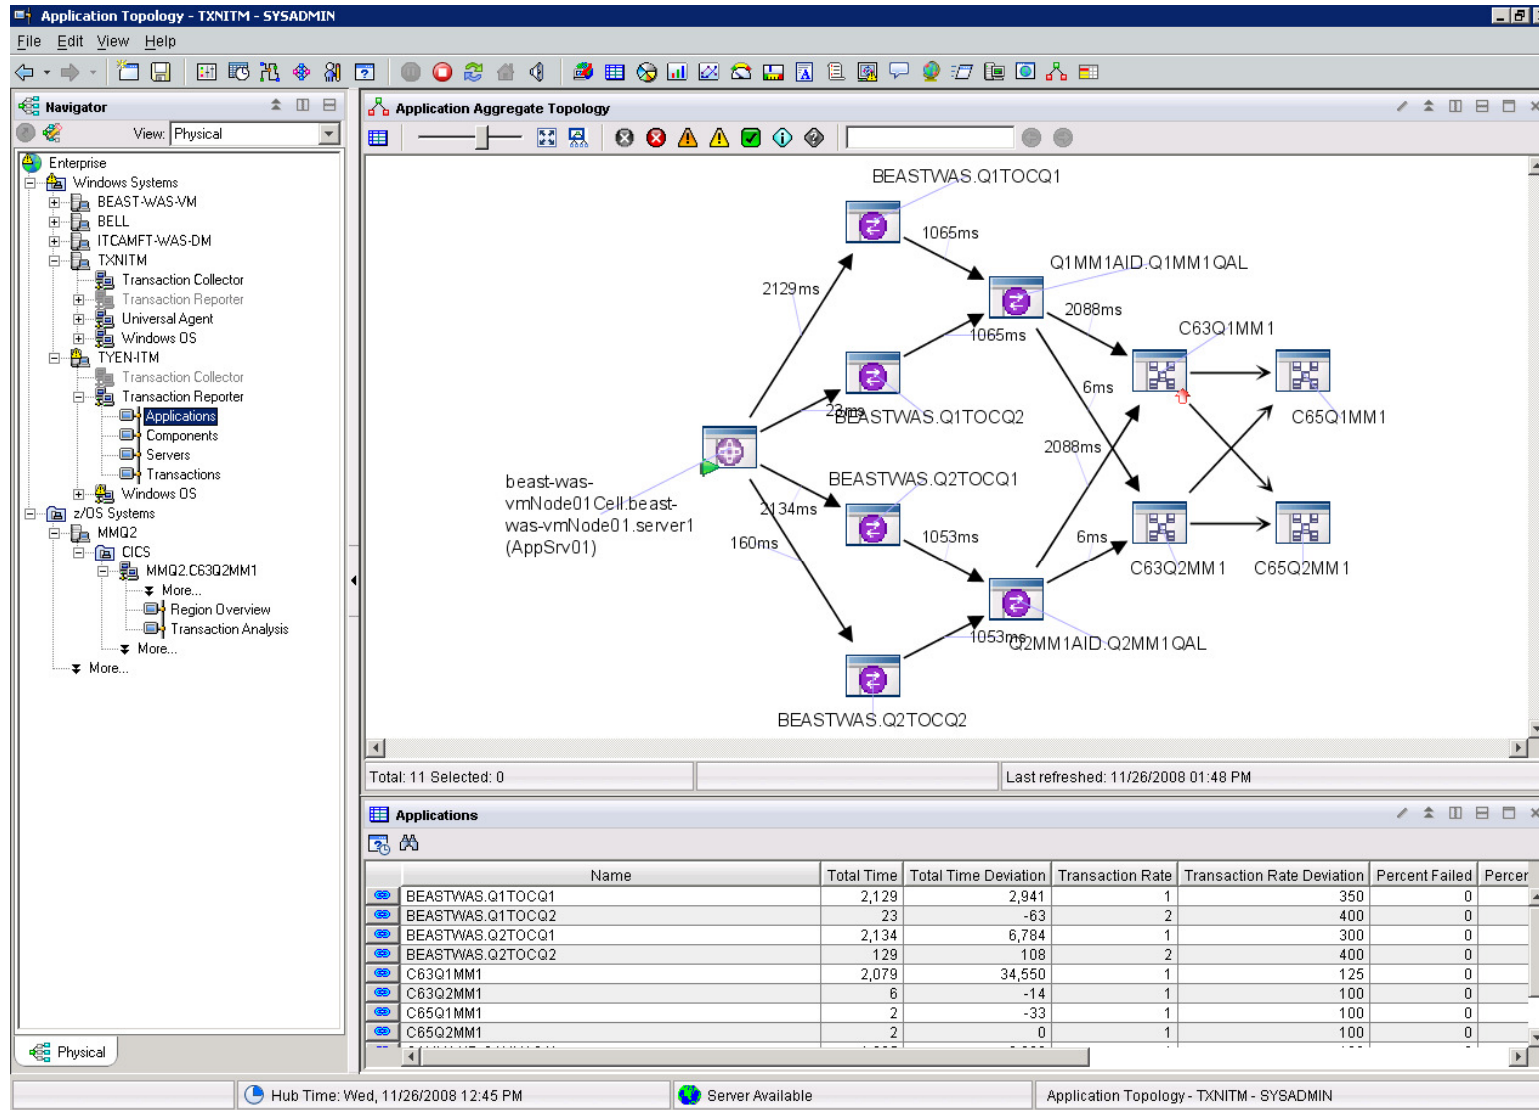 Application Topology - TXNITM - SYSADMIN
File Edit View Help
Navigator
View: Physical
Enterprise
Windows Systems
BEAST-WAS-VM
BELL
ITCAMFT-WAS-DM
TXNITM
Transaction Collector
Transaction Reporter
Universal Agent
Windows OS
TYEN-ITM
Transaction Collector
Transaction Reporter
Applications
Components
Servers
Transactions
Windows OS
z/OS Systems
MMQ2
CICS
MMQ2.C63Q2MM1
More...
Region Overview
Transaction Analysis
More...
More...
Physical
Application Aggregate Topology
BEASTWAS.Q1TOCQ1
1065ms
Q1MM1AID.Q1MM1QAL
2129ms
2088ms
C63Q1MM1
1065ms
6ms
23ms
BEASTWAS.Q1TOCQ2
C65Q1MM1
2088ms
beast-was-
vmNode01Cell.beast-
was-vmNode01.server1
(AppSrv01)
BEASTWAS.Q2TOCQ1
2134ms
160ms
1053ms
6ms
C63Q2MM1
C65Q2MM1
1053ms
Q2MM1AID.Q2MM1QAL
BEASTWAS.Q2TOCQ2
Total: 11 Selected: 0
Last refreshed: 11/26/2008 01:48 PM
Applications
Name Total Time Total Time Deviation Transaction Rate Transaction Rate Deviation Percent Failed Percer
BEASTWAS.Q1TOCQ1 2,129 2,941 1 350 0
BEASTWAS.Q1TOCQ2 23 -63 2 400 0
BEASTWAS.Q2TOCQ1 2,134 6,784 1 300 0
BEASTWAS.Q2TOCQ2 129 108 2 400 0
C63Q1MM1 2,079 34,550 1 125 0
C63Q2MM1 6 -14 1 100 0
C65Q1MM1 2 -33 1 100 0
C65Q2MM1 2 0 1 100 0
Hub Time: Wed, 11/26/2008 12:45 PM
Server Available
Application Topology - TXNITM - SYSADMIN